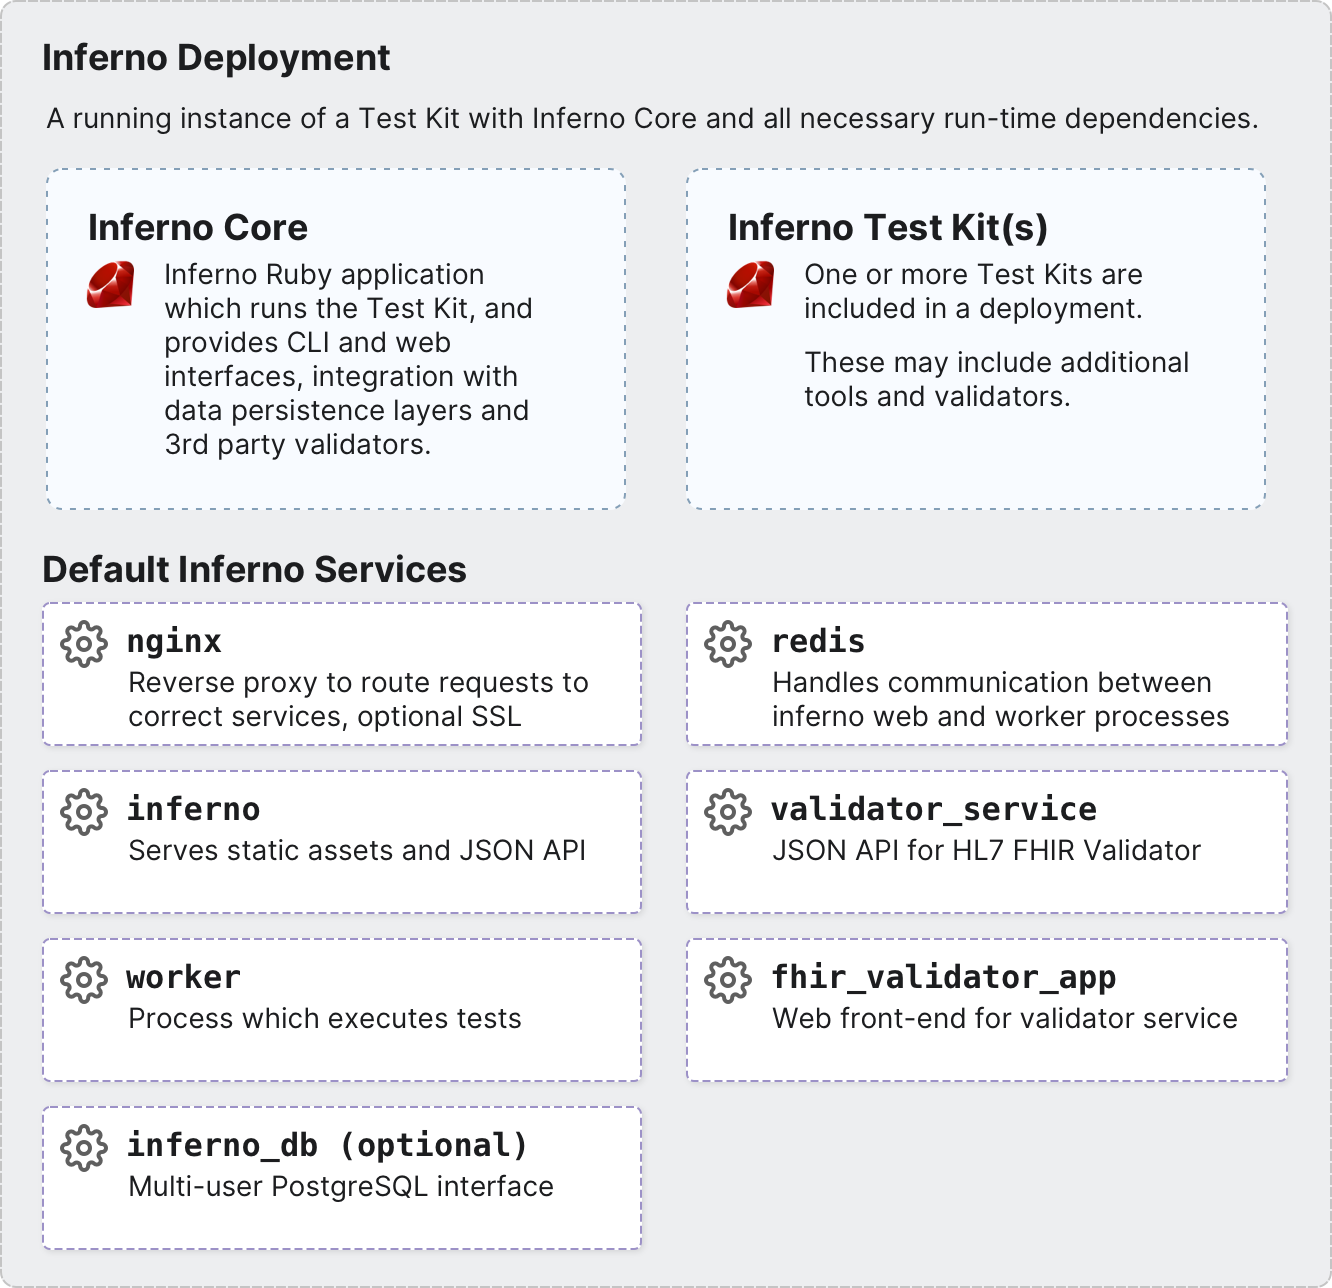 Inferno Deployment
A running instance of a Test Kit with Inferno Core and all necessary run-time dependencies.
Inferno Core
Inferno Ruby application
which runs the Test Kit, and
provides CLI and web
interfaces, integration with
data persistence layers and
3rd party validators.
Inferno Test Kit(s)
One or more Test Kits are
included in a deployment.
These may include additional
tools and validators.
Default Inferno Services
nginx
Reverse proxy to route requests to
correct services, optional SSL
redis
Handles communication between
inferno web and worker processes
inferno
Serves static assets and JSON API
validator_service
JSON API for HL7 FHIR Validator
worker
Process which executes tests
fhir_validator_app
Web front-end for validator service
inferno_db (optional)
Multi-user PostgreSQL interface